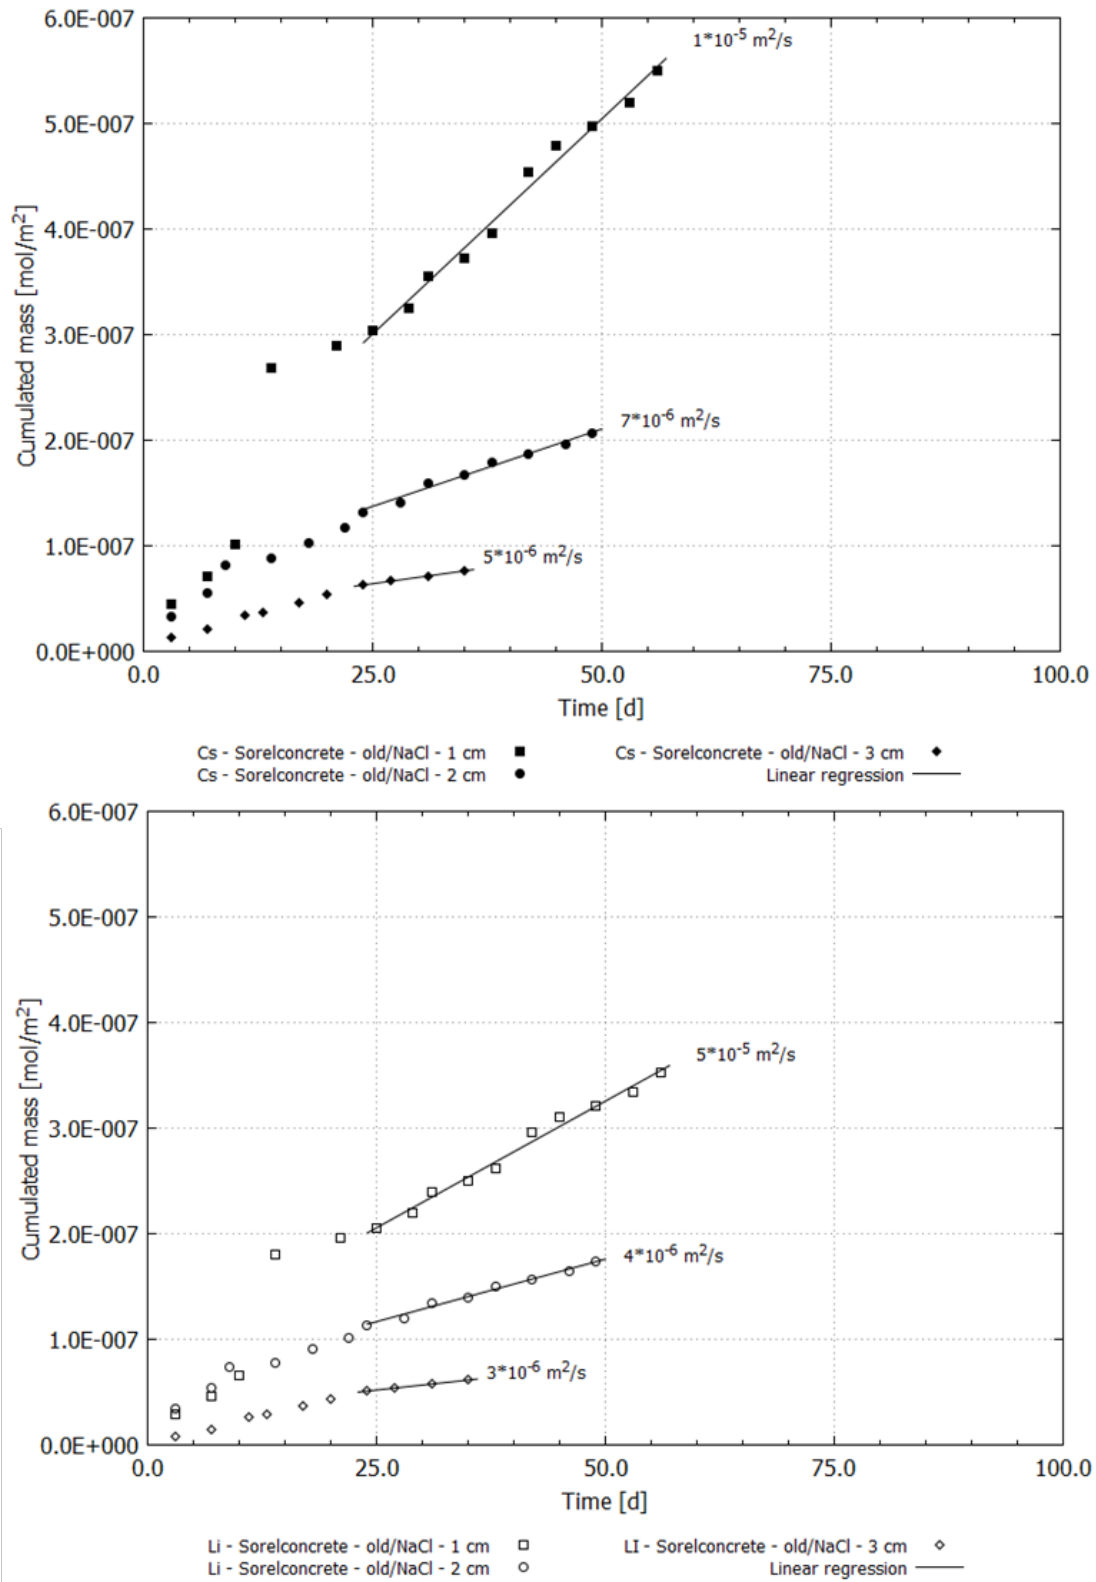 6.0E-007
1*10-5 m2/s
5.0E-007
4.0E-007
Cumulated mass [mol/m2]
3.0E-007
7*10-6 m2/s
2.0E-007
1.0E-007
5*10-6 m2/s
0.0E+000
0.0 25.0 50.0 75.0 100.0
Time [d]
Cs - Sorelconcrete - old/NaCl - 1 cm Cs - Sorelconcrete - old/NaCl - 3 cm
Cs - Sorelconcrete - old/NaCl - 2 cm Linear regression
6.0E-007
5.0E-007
4.0E-007
Cumulated mass [mol/m2]
5*10-5 m2/s
3.0E-007
2.0E-007
4*10-6 m2/s
1.0E-007
3*10-6 m2/s
0.0E+000
0.0 25.0 50.0 75.0 100.0
Time [d]
Li - Sorelconcrete - old/NaCl - 1 cm LI - Sorelconcrete - old/NaCl - 3 cm
Li - Sorelconcrete - old/NaCl - 2 cm Linear regression